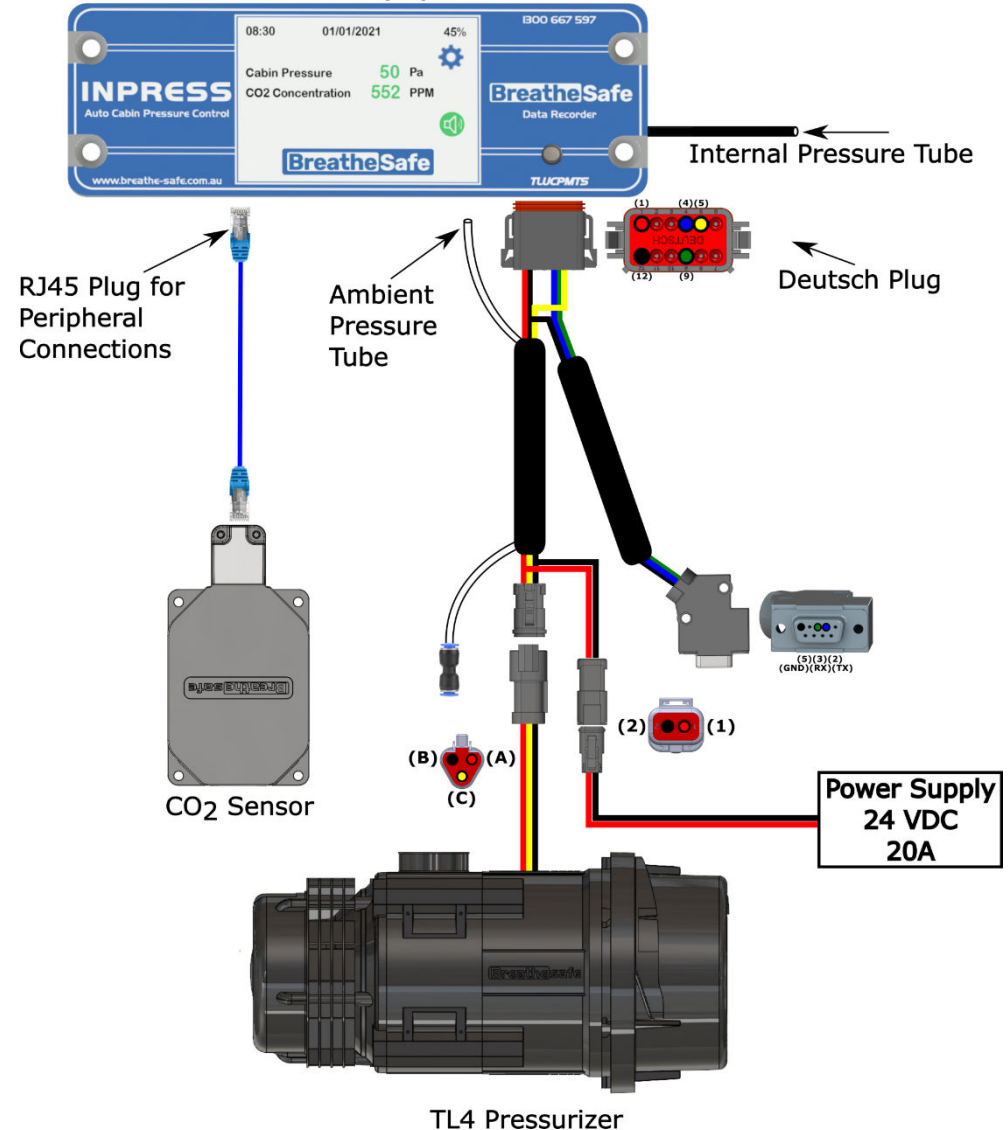 1300 667 597
08:30 01/01/2021 45%
Cabin Pressure 50 Pa
CO2 Concentration 552 PPM
BreatheSafe
INPRESS
Auto Cabin Pressure Control
www.breathe-safe.com.au
BreatheSafe
Data Recorder
TLUCPMTS
Internal Pressure Tube
RJ45 Plug for
Peripheral
Connections
Ambient
Pressure
Tube
(1) (4)(5)
DEUTSCH
(12) (9)
Deutsch Plug
(5)(3)(2)
(GND)(RX)(TX)
Breathesafe
CO2 Sensor
(B) (A)
(C)
(2) (1)
Power Supply
24 VDC
20A
Breathesafe
TL4 Pressurizer